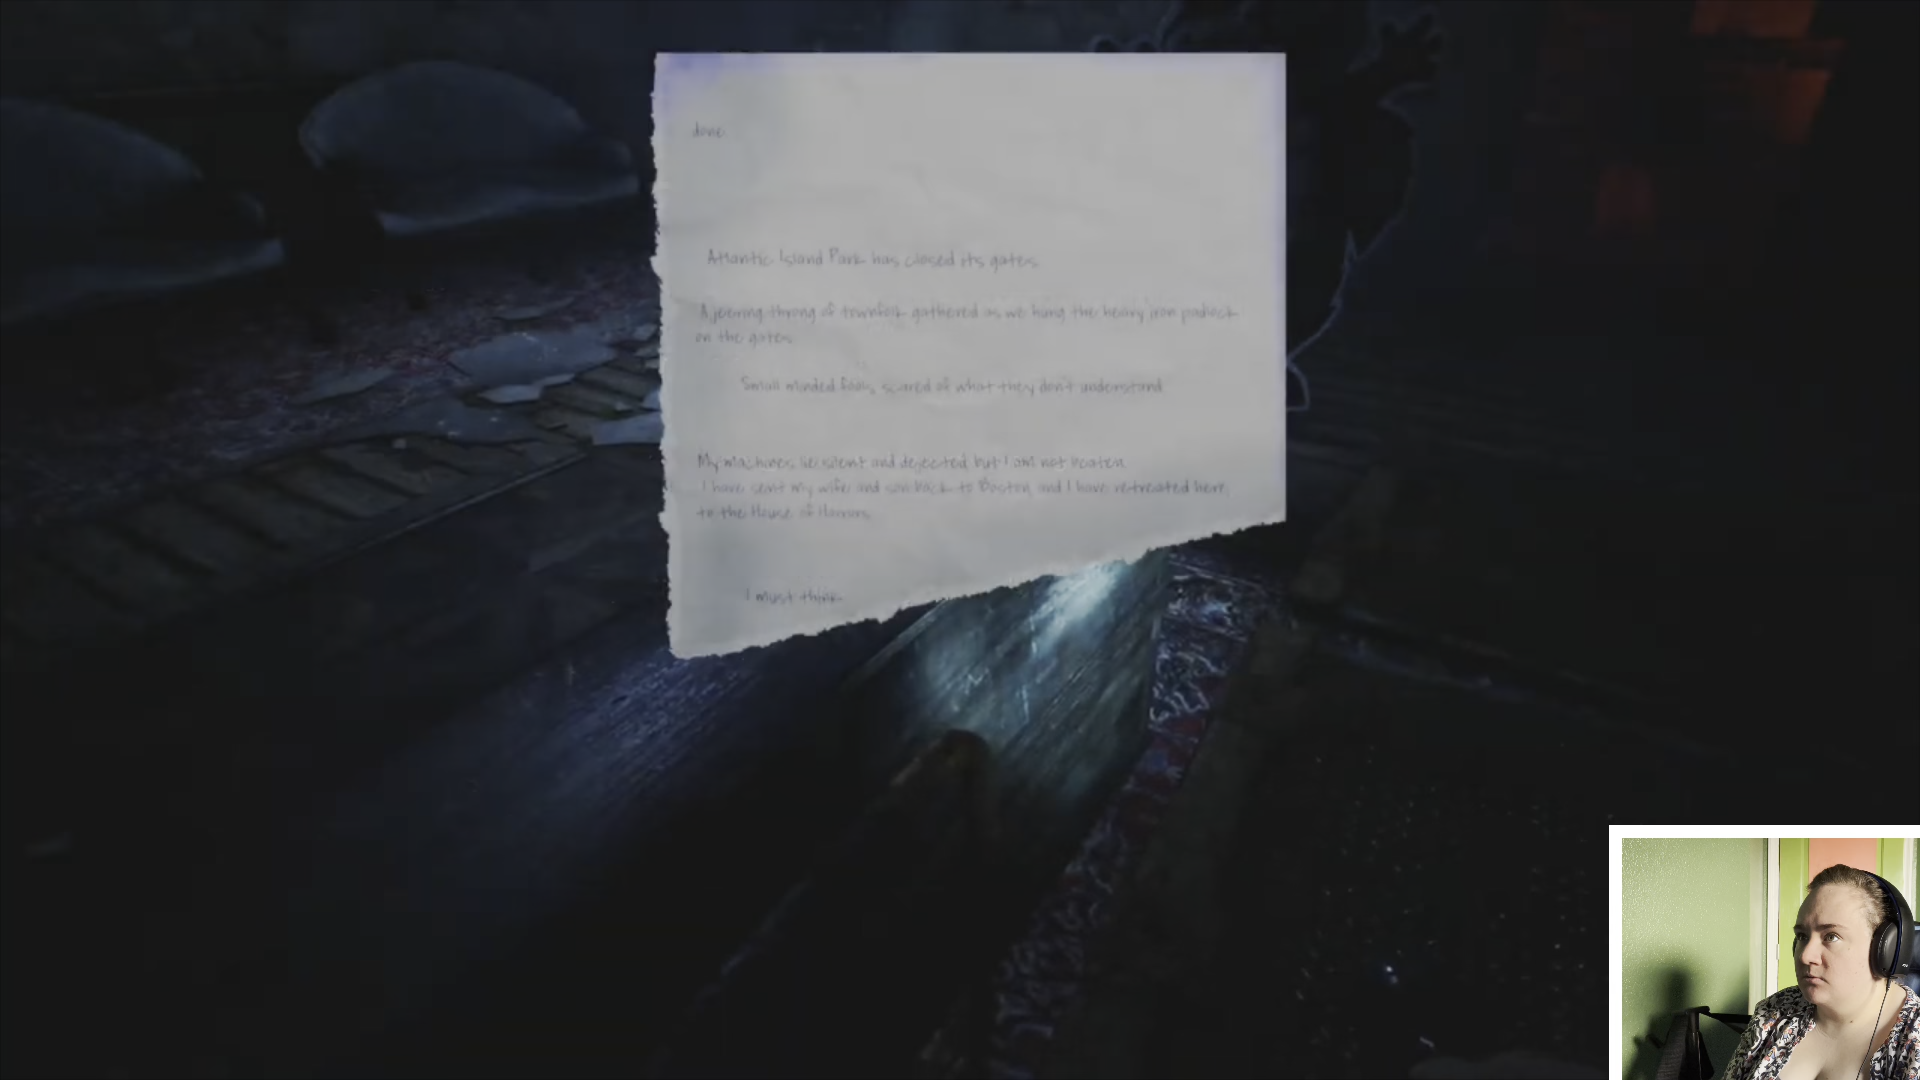 done
Atlantic Island Park has closed its gates
A jeering throng of townfolk gathered as we hung the heavy iron padlock
on the gates
Small minded fools, scared of what they don't understand
My machines lie silent and dejected but I am not beaten
I have sent my wife and son back to Boston and I have retreated here
to the House of Horrors
I must think